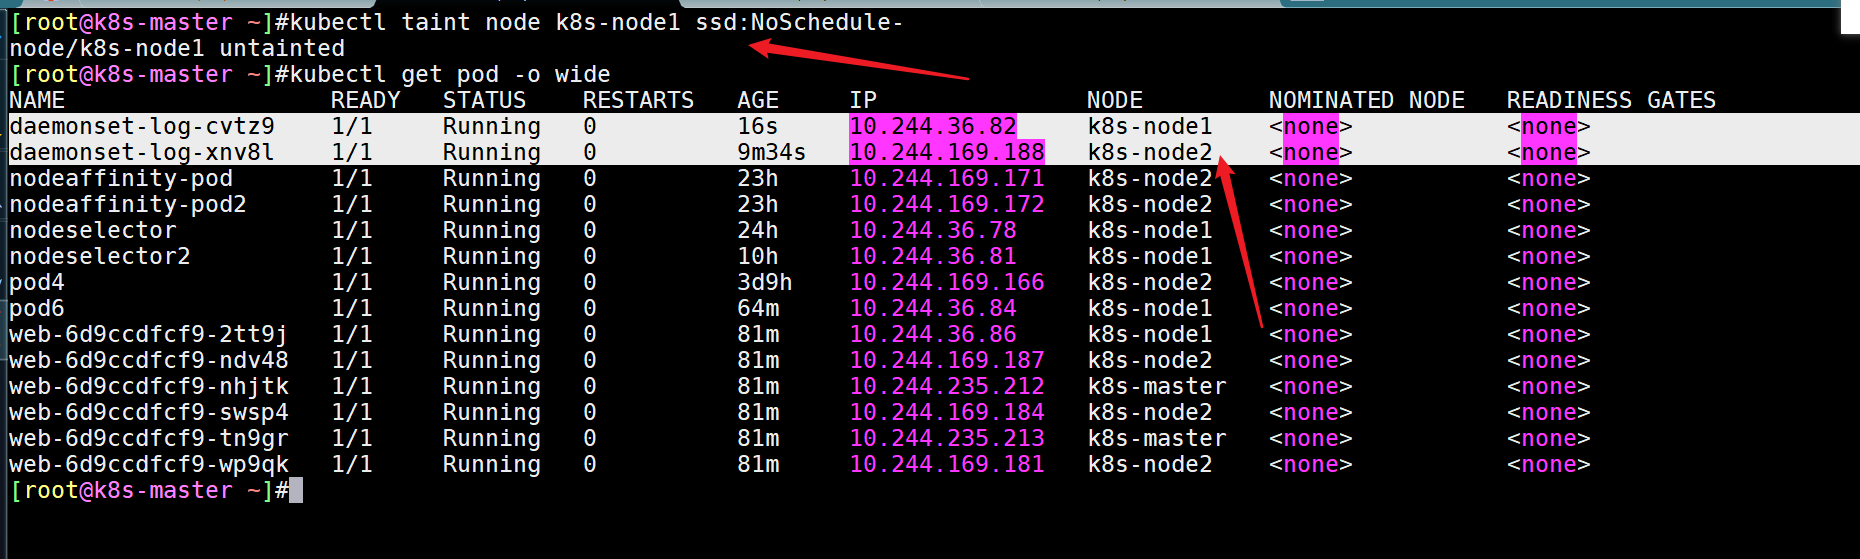 [root@k8s-master ~]#kubectl taint node k8s-node1 ssd:NoSchedule-
node/k8s-node1 untainted
[root@k8s-master ~]#kubectl get pod -o wide
NAME READY STATUS RESTARTS AGE IP NODE NOMINATED NODE READINESS GATES
daemonset-log-cvtz9 1/1 Running 0 16s 10.244.36.82 k8s-node1 <none> <none>
daemonset-log-xnv8l 1/1 Running 0 9m34s 10.244.169.188 k8s-node2 <none> <none>
nodeaffinity-pod 1/1 Running 0 23h 10.244.169.171 k8s-node2 <none> <none>
nodeaffinity-pod2 1/1 Running 0 23h 10.244.169.172 k8s-node2 <none> <none>
nodeselector 1/1 Running 0 24h 10.244.36.78 k8s-node1 <none> <none>
nodeselector2 1/1 Running 0 10h 10.244.36.81 k8s-node1 <none> <none>
pod4 1/1 Running 0 3d9h 10.244.169.166 k8s-node2 <none> <none>
pod6 1/1 Running 0 64m 10.244.36.84 k8s-node1 <none> <none>
web-6d9ccdfcf9-2tt9j 1/1 Running 0 81m 10.244.36.86 k8s-node1 <none> <none>
web-6d9ccdfcf9-ndv48 1/1 Running 0 81m 10.244.169.187 k8s-node2 <none> <none>
web-6d9ccdfcf9-nhjtk 1/1 Running 0 81m 10.244.235.212 k8s-master <none> <none>
web-6d9ccdfcf9-swsp4 1/1 Running 0 81m 10.244.169.184 k8s-node2 <none> <none>
web-6d9ccdfcf9-tn9gr 1/1 Running 0 81m 10.244.235.213 k8s-master <none> <none>
web-6d9ccdfcf9-wp9qk 1/1 Running 0 81m 10.244.169.181 k8s-node2 <none> <none>
[root@k8s-master ~]#